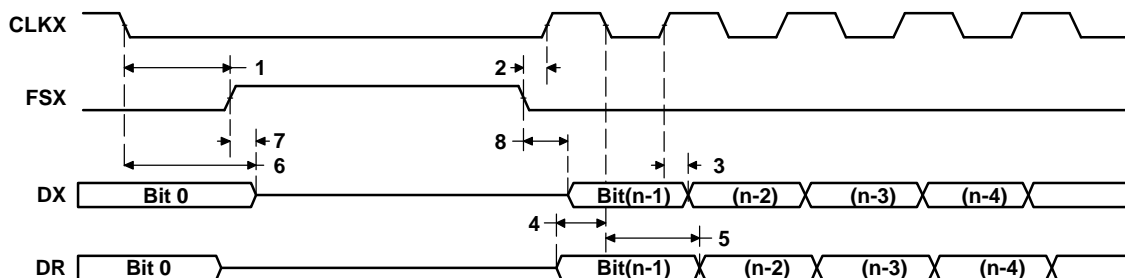 CLKX
1 2
FSX
7 8
6 3
DX Bit 0 Bit(n-1) (n-2) (n-3) (n-4)
4 5
DR Bit 0 Bit(n-1) (n-2) (n-3) (n-4)